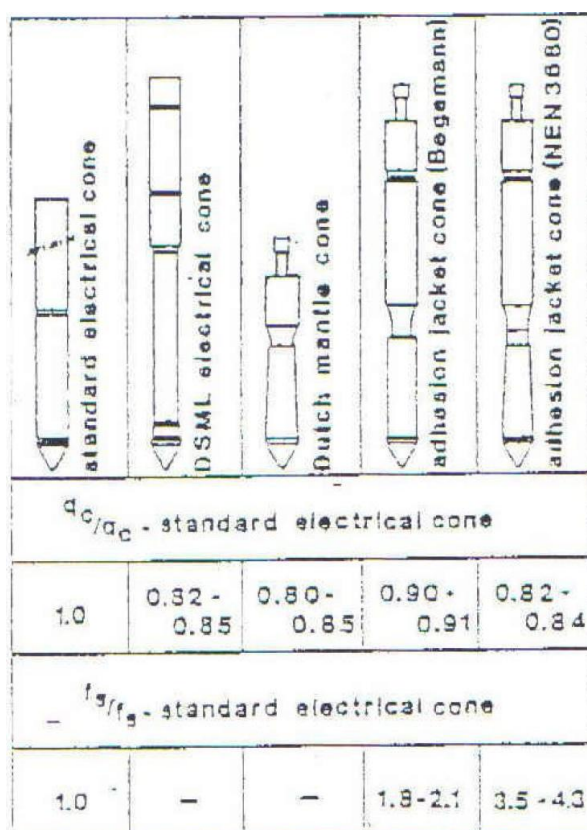 standard electrical cone
DSML electrical cone
Dutch mantle cone
adhesion jacket cone (Begemann)
adhesion jacket cone (NEN 3680)
qc/qc - standard electrical cone
1.0
0.82 -
0.85
0.80 -
0.85
0.90 -
0.91
0.82 -
0.84
fs/fs - standard electrical cone
1.0
—
—
1.8 - 2.1
3.5 - 4.3